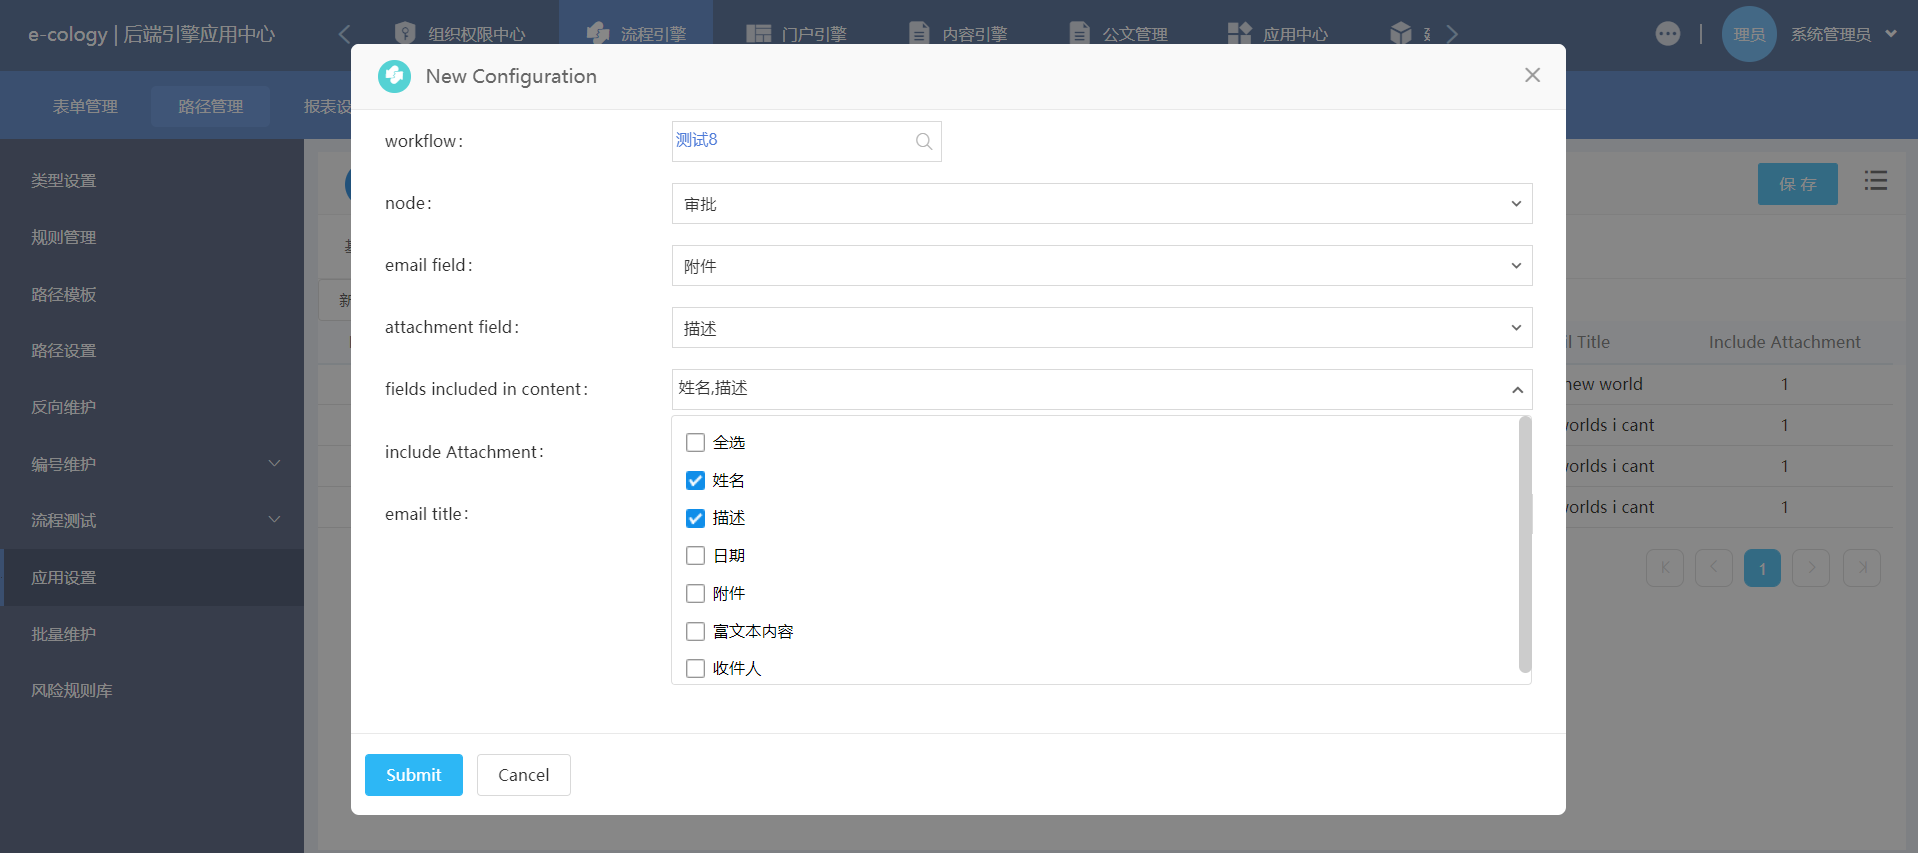 e-cology | 后端引擎应用中心
组织权限中心
流程引擎
门户引擎
内容引擎
公文管理
应用中心
理员
系统管理员
表单管理
路径管理
报表设
类型设置
规则管理
路径模板
路径设置
反向维护
编号维护
流程测试
应用设置
批量维护
风险规则库
保 存
New Configuration
workflow:
测试8
node:
审批
email field:
附件
attachment field:
描述
fields included in content:
姓名,描述
include Attachment:
email title:
全选
姓名
描述
日期
附件
富文本内容
收件人
Submit
Cancel
Title
Include Attachment
new world
1
orlds i cant
1
orlds i cant
1
orlds i cant
1
1